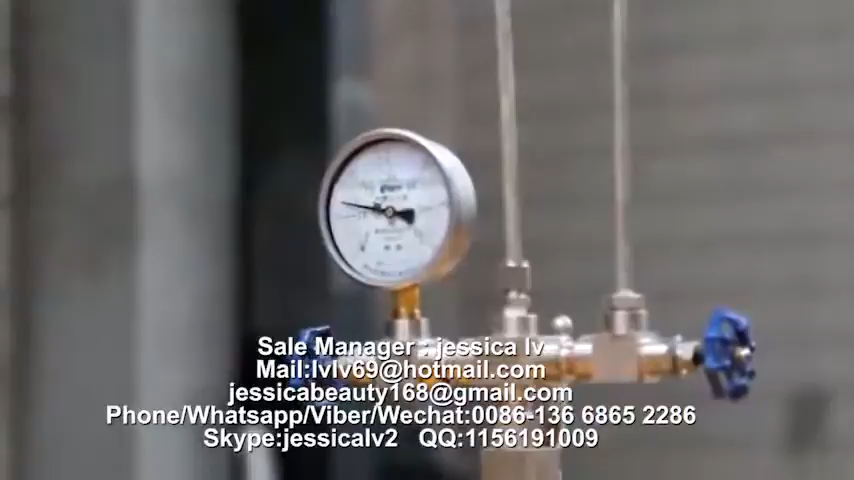 Sale Manager : jessica lv
Mail:lvlv69@hotmail.com
jessicabeauty168@gmail.com
Phone/Whatsapp/Viber/Wechat:0086-136 6865 2286
Skype:jessicalv2 QQ:1156191009